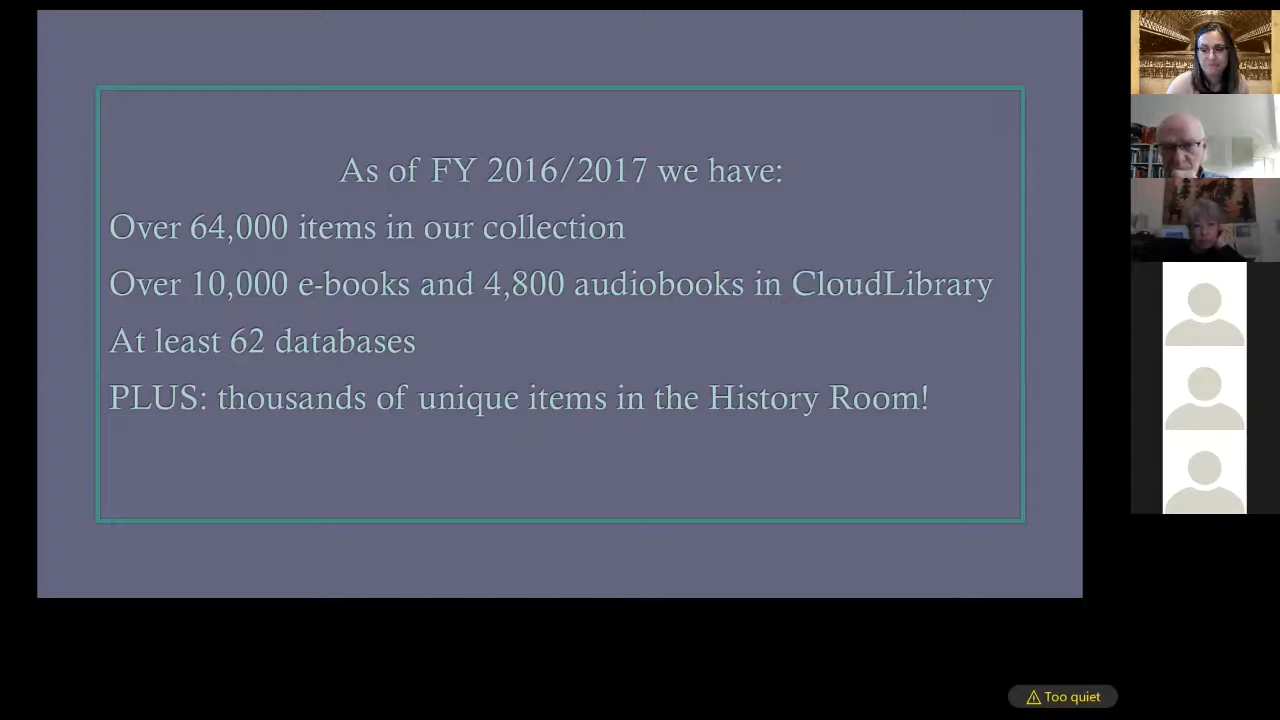 As of FY 2016/2017 we have:
Over 64,000 items in our collection
Over 10,000 e-books and 4,800 audiobooks in CloudLibrary
At least 62 databases
PLUS: thousands of unique items in the History Room!
Too quiet